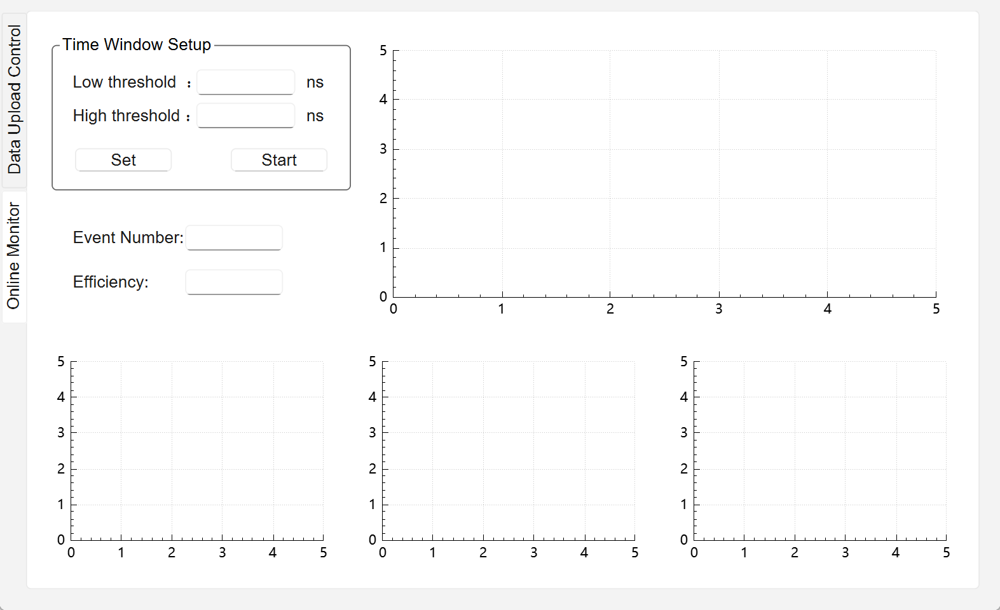 Data Upload Control
Online Monitor
Time Window Setup
Low threshold ： ns
High threshold ： ns
Set Start
Event Number:
Efficiency:
5
4
3
2
1
0
0 1 2 3 4 5
5
4
3
2
1
0
0 1 2 3 4 5
5
4
3
2
1
0
0 1 2 3 4 5
5
4
3
2
1
0
0 1 2 3 4 5